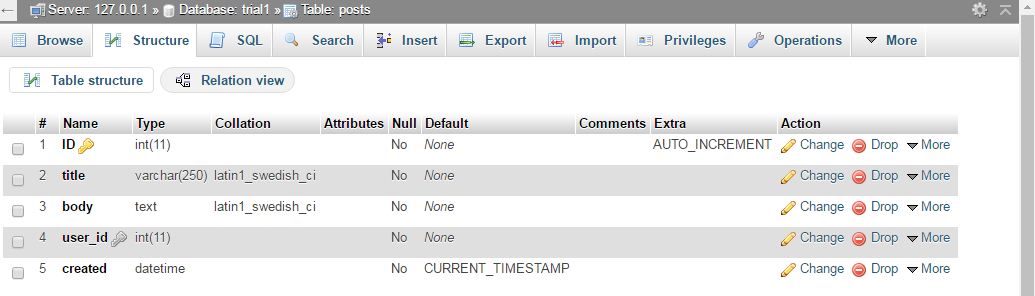 ← Server: 127.0.0.1 » Database: trial1 » Table: posts
Browse Structure SQL Search Insert Export Import Privileges Operations More
Table structure Relation view
# Name Type Collation Attributes Null Default Comments Extra Action
1 ID int(11) No None AUTO_INCREMENT Change Drop More
2 title varchar(250) latin1_swedish_ci No None Change Drop More
3 body text latin1_swedish_ci No None Change Drop More
4 user_id int(11) No None Change Drop More
5 created datetime No CURRENT_TIMESTAMP Change Drop More